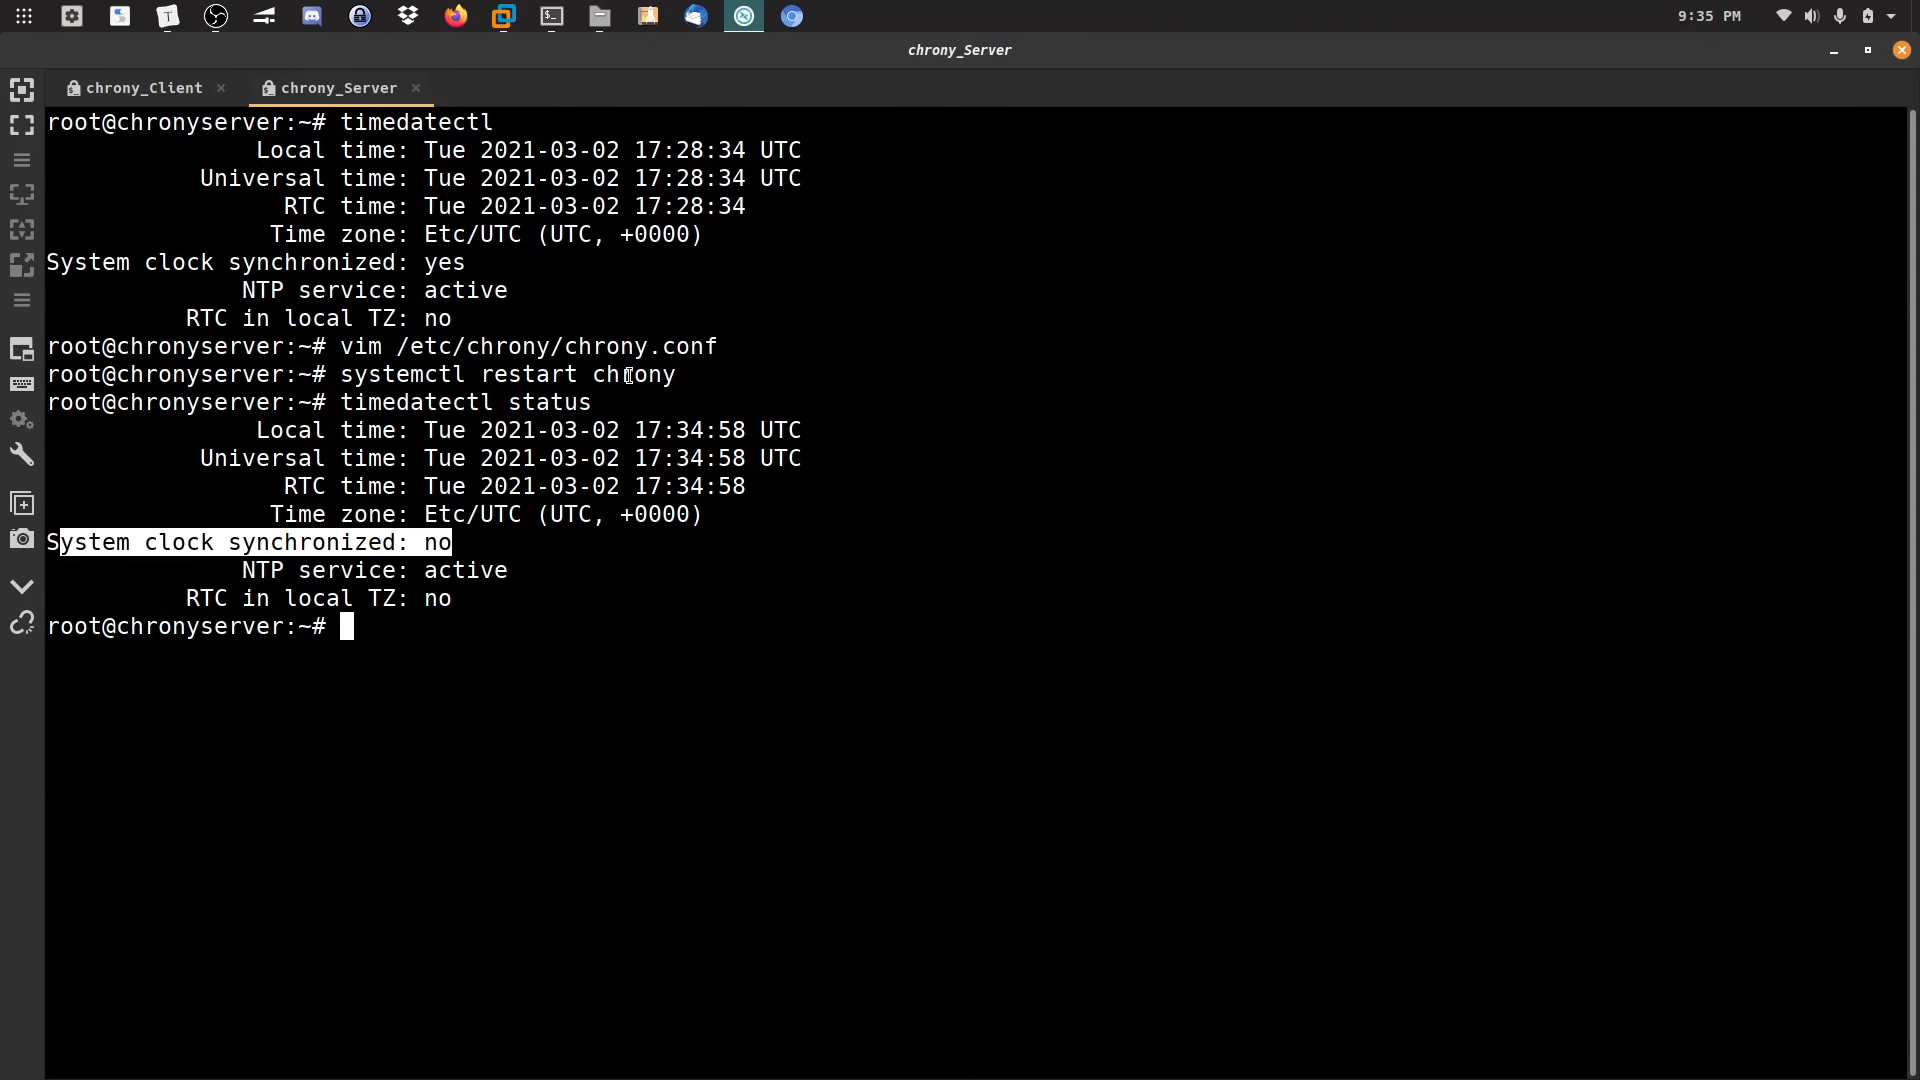 9:35 PM
chrony_Server
chrony_Client
chrony_Server
root@chronyserver:~# timedatectl
Local time: Tue 2021-03-02 17:28:34 UTC
Universal time: Tue 2021-03-02 17:28:34 UTC
RTC time: Tue 2021-03-02 17:28:34
Time zone: Etc/UTC (UTC, +0000)
System clock synchronized: yes
NTP service: active
RTC in local TZ: no
root@chronyserver:~# vim /etc/chrony/chrony.conf
root@chronyserver:~# systemctl restart chrony
root@chronyserver:~# timedatectl status
Local time: Tue 2021-03-02 17:34:58 UTC
Universal time: Tue 2021-03-02 17:34:58 UTC
RTC time: Tue 2021-03-02 17:34:58
Time zone: Etc/UTC (UTC, +0000)
System clock synchronized: no
NTP service: active
RTC in local TZ: no
root@chronyserver:~#